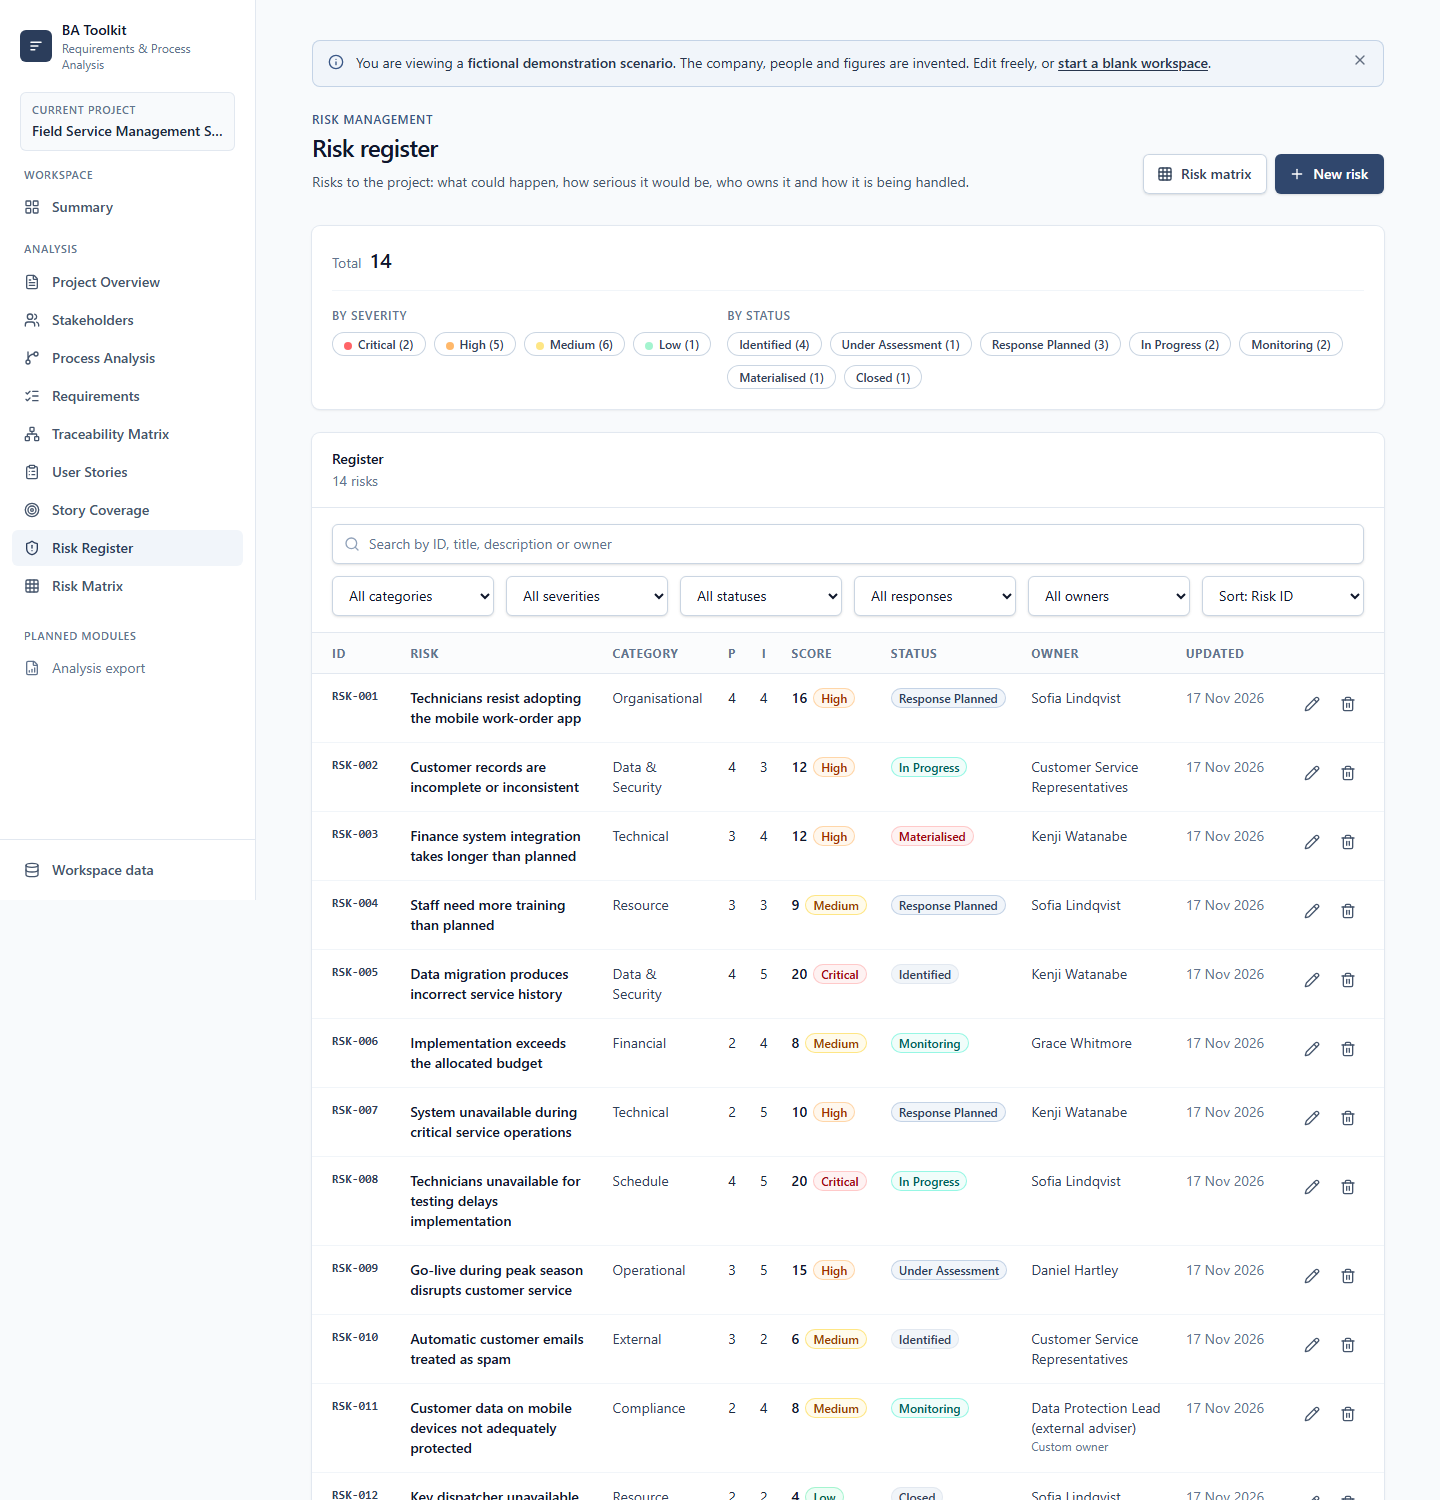 BA Toolkit
Requirements & Process
Analysis
CURRENT PROJECT
Field Service Management S...
WORKSPACE
Summary
ANALYSIS
Project Overview
Stakeholders
Process Analysis
Requirements
Traceability Matrix
User Stories
Story Coverage
Risk Register
Risk Matrix
PLANNED MODULES
Analysis export
Workspace data
You are viewing a fictional demonstration scenario. The company, people and figures are invented. Edit freely, or start a blank workspace.
RISK MANAGEMENT
Risk register
Risks to the project: what could happen, how serious it would be, who owns it and how it is being handled.
Risk matrix
New risk
Total 14
BY SEVERITY
Critical (2) High (5) Medium (6) Low (1)
BY STATUS
Identified (4) Under Assessment (1) Response Planned (3) In Progress (2) Monitoring (2)
Materialised (1) Closed (1)
Register
14 risks
Search by ID, title, description or owner
All categories All severities All statuses All responses All owners Sort: Risk ID
ID RISK CATEGORY P I SCORE STATUS OWNER UPDATED
RSK-001 Technicians resist adopting Organisational 4 4 16 High Response Planned Sofia Lindqvist 17 Nov 2026
the mobile work-order app
RSK-002 Customer records are Data & 4 3 12 High In Progress Customer Service 17 Nov 2026
incomplete or inconsistent Security Representatives
RSK-003 Finance system integration Technical 3 4 12 High Materialised Kenji Watanabe 17 Nov 2026
takes longer than planned
RSK-004 Staff need more training Resource 3 3 9 Medium Response Planned Sofia Lindqvist 17 Nov 2026
than planned
RSK-005 Data migration produces Data & 4 5 20 Critical Identified Kenji Watanabe 17 Nov 2026
incorrect service history Security
RSK-006 Implementation exceeds Financial 2 4 8 Medium Monitoring Grace Whitmore 17 Nov 2026
the allocated budget
RSK-007 System unavailable during Technical 2 5 10 High Response Planned Kenji Watanabe 17 Nov 2026
critical service operations
RSK-008 Technicians unavailable for Schedule 4 5 20 Critical In Progress Sofia Lindqvist 17 Nov 2026
testing delays
implementation
RSK-009 Go-live during peak season Operational 3 5 15 High Under Assessment Daniel Hartley 17 Nov 2026
disrupts customer service
RSK-010 Automatic customer emails External 3 2 6 Medium Identified Customer Service 17 Nov 2026
treated as spam Representatives
RSK-011 Customer data on mobile Compliance 2 4 8 Medium Monitoring Data Protection Lead 17 Nov 2026
devices not adequately (external adviser)
protected Custom owner
RSK-012 Key dispatcher unavailable Resource 2 2 4 Low Closed Sofia Lindqvist 17 Nov 2026